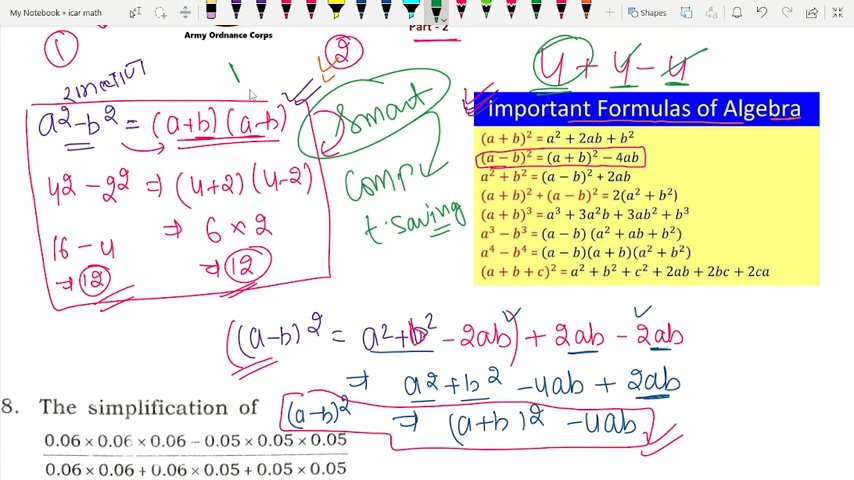 My Notebook » icar math
Shapes
Army Ordnance Corps
Part - 2
1
2
4 + 4 - 4
1
a² - b² = (a+b) (a-b)
4² - 2² ⇒ (4+2) (4-2)
16 - 4 ⇒ 6 × 2
⇒ 12 ⇒ 12
Smart
t.saving
Important Formulas of Algebra
(a + b)² = a² + 2ab + b²
(a − b)² = (a + b)² − 4ab
a² + b² = (a − b)² + 2ab
(a + b)² + (a − b)² = 2(a² + b²)
(a + b)³ = a³ + 3a²b + 3ab² + b³
a³ − b³ = (a − b) (a² + ab + b²)
a⁴ − b⁴ = (a − b)(a + b)(a² + b²)
(a + b + c)² = a² + b² + c² + 2ab + 2bc + 2ca
((a-b)² = a² + b² - 2ab) + 2ab - 2ab
⇒ a² + b² - 4ab + 2ab
(a-b)² ⇒ (a+b)² - 4ab
8. The simplification of
0.06 × 0.06 × 0.06 − 0.05 × 0.05 × 0.05
0.06 × 0.06 + 0.06 × 0.05 + 0.05 × 0.05